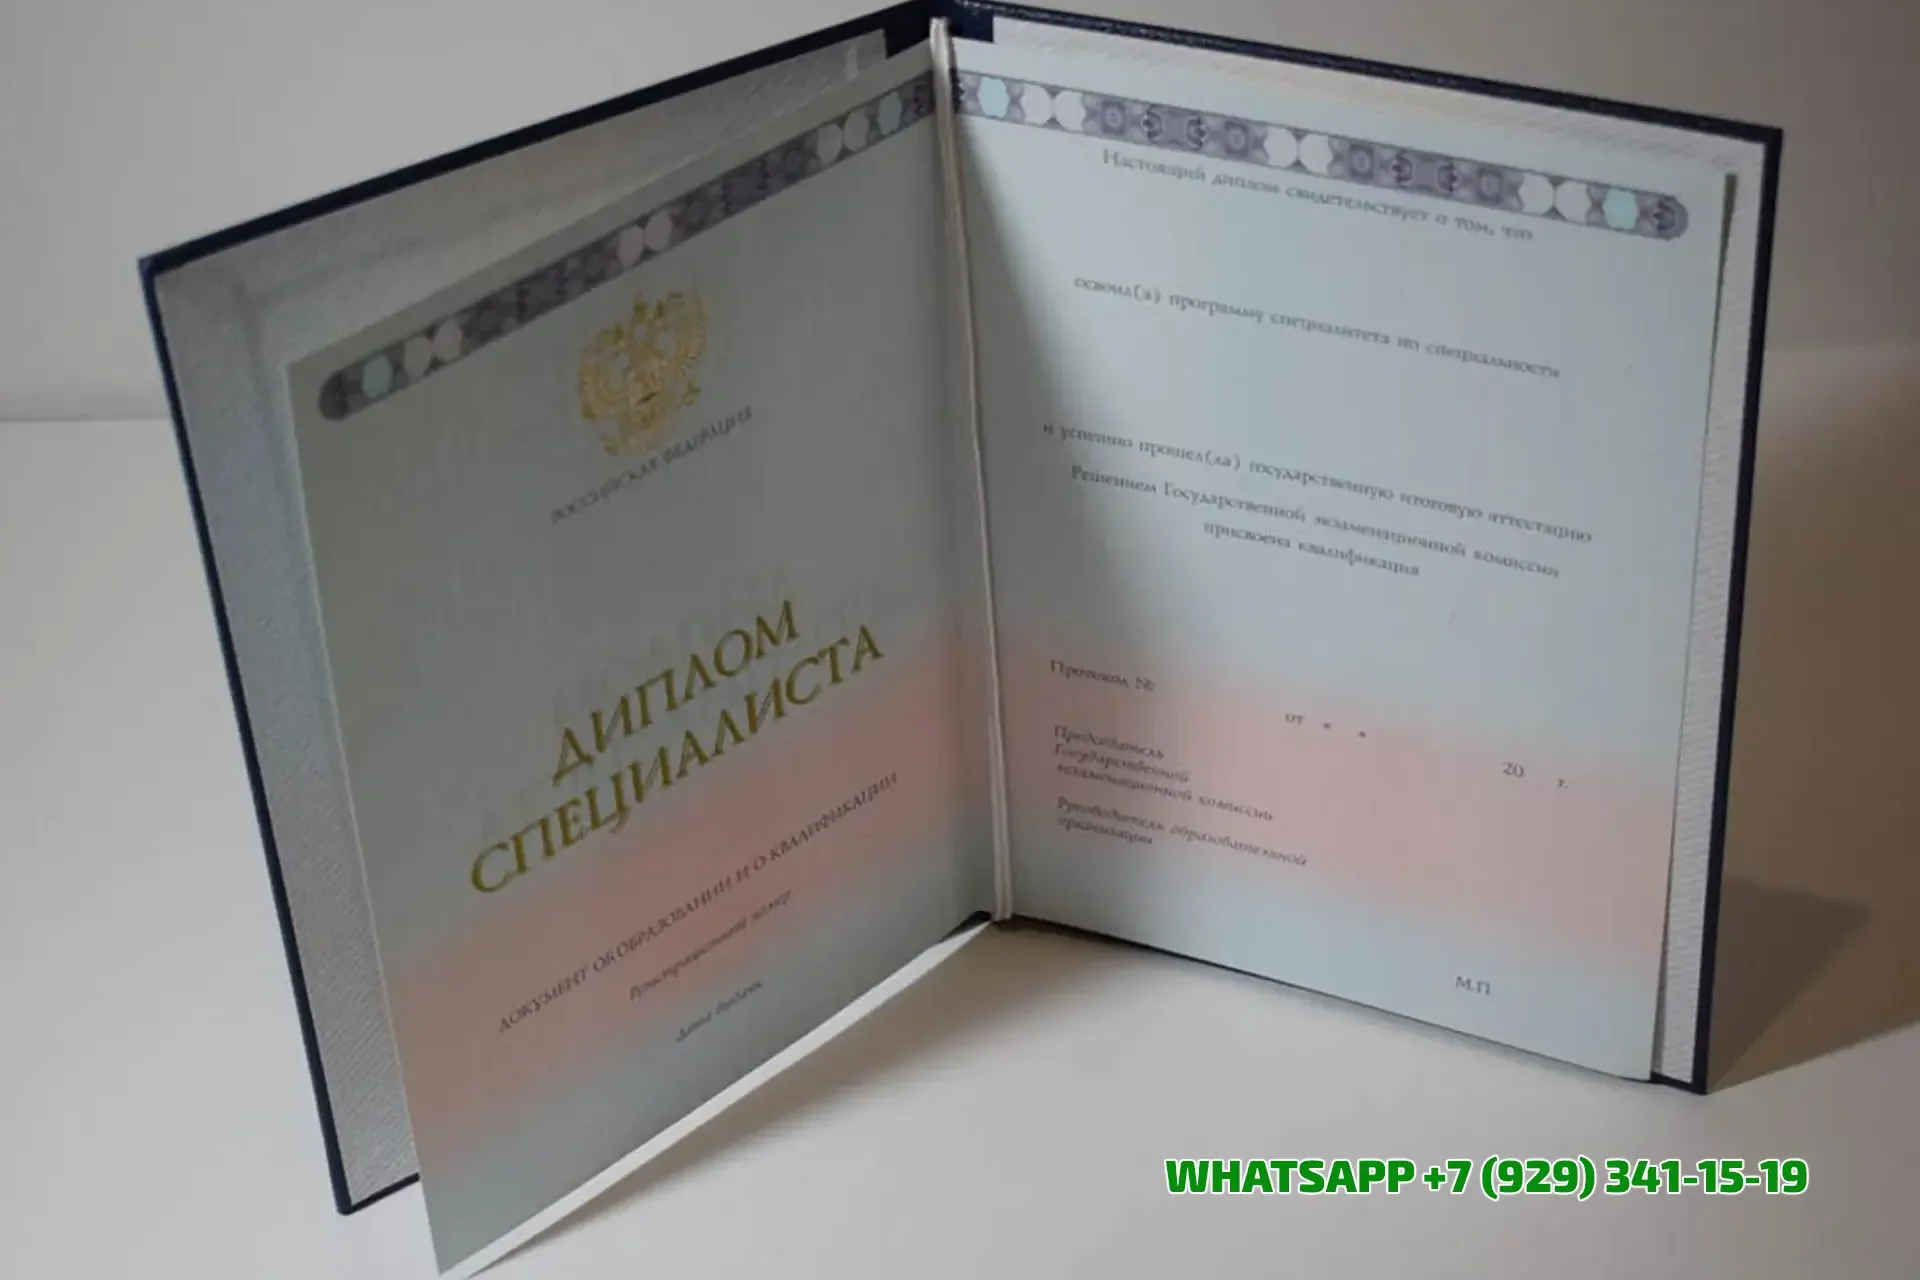 РОССИЙСКАЯ ФЕДЕРАЦИЯ
ДИПЛОМ
СПЕЦИАЛИСТА
ДОКУМЕНТ ОБ ОБРАЗОВАНИИ И О КВАЛИФИКАЦИИ
Регистрационный номер
Дата выдачи
Настоящий диплом свидетельствует о том, что
освоил(а) программу специалитета по специальности
и успешно прошел(ла) государственную итоговую аттестацию
Решением Государственной экзаменационной комиссии
присвоена квалификация
Протокол №
от « »
20 г.
Председатель
Государственной
экзаменационной комиссии
Руководитель образовательной
организации
М.П.
WHATSAPP +7 (929) 341-15-19